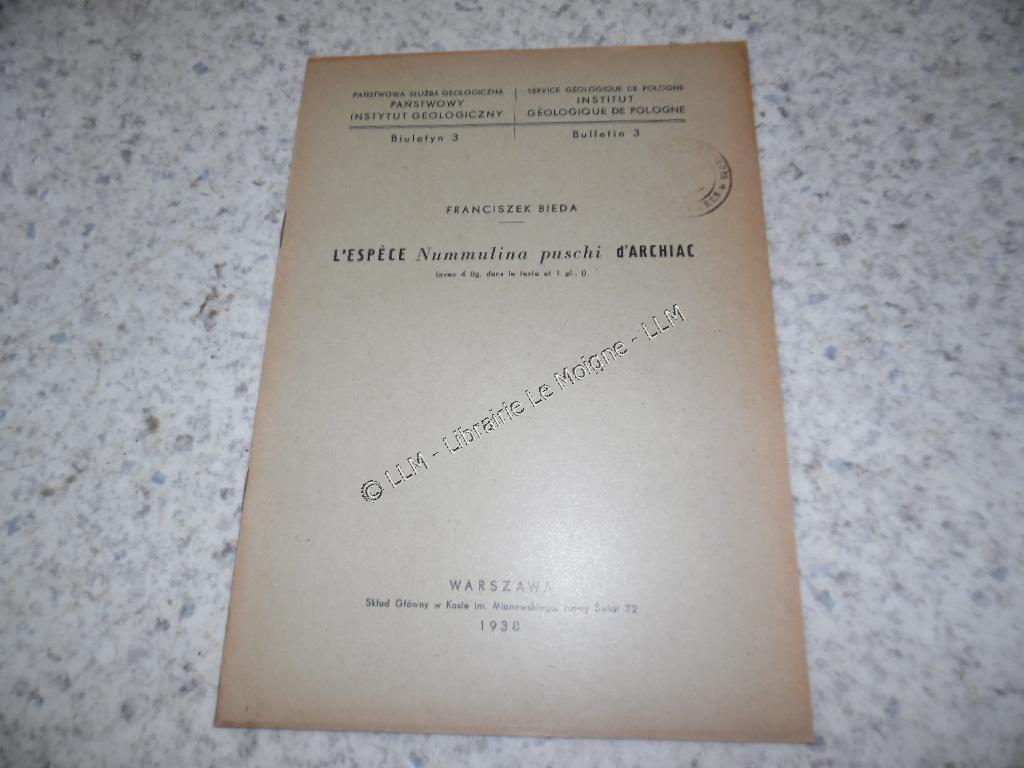 PAŃSTWOWA SŁUŻBA GEOLOGICZNA
PAŃSTWOWY
INSTYTUT GEOLOGICZNY
Biuletyn 3
SERVICE GÉOLOGIQUE DE POLOGNE
INSTITUT
GÉOLOGIQUE DE POLOGNE
Bulletin 3
FRANCISZEK BIEDA
L'ESPÈCE Nummulina puschi d'ARCHIAC
(avec 4 fig. dans le texte et 1 pl., I)
© LLM - Librairie Le Moigne - LLM
WARSZAWA
Skład Główny w Kasie im. Mianowskiego, Nowy Świat 72
1938